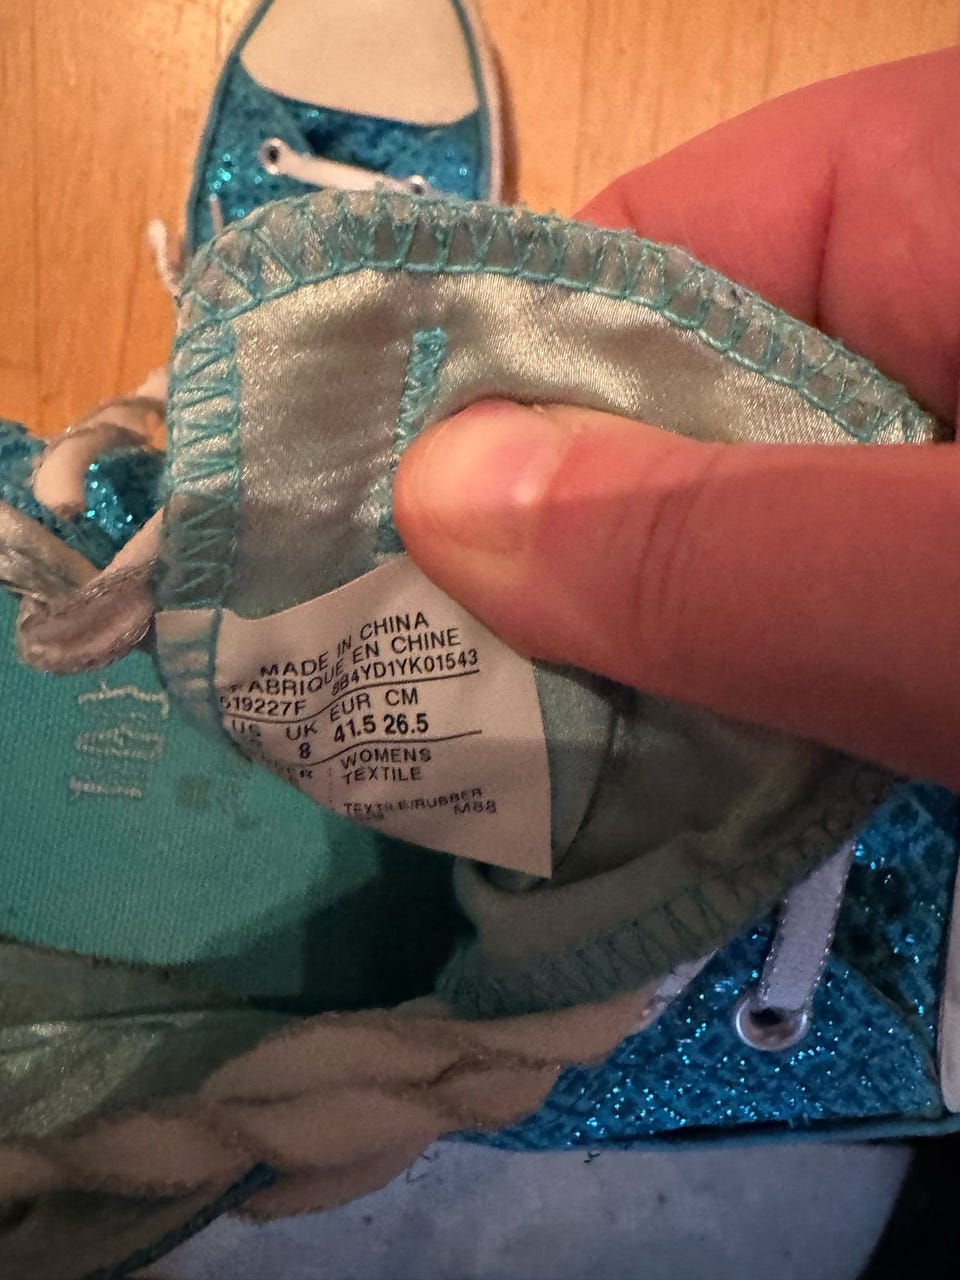 MADE IN CHINA
FABRIQUE EN CHINE
519227F 8B4YD1YK01543
US UK EUR CM
8 41.5 26.5
WOMENS
TEXTILE
TEXTILE/RUBBER
M88